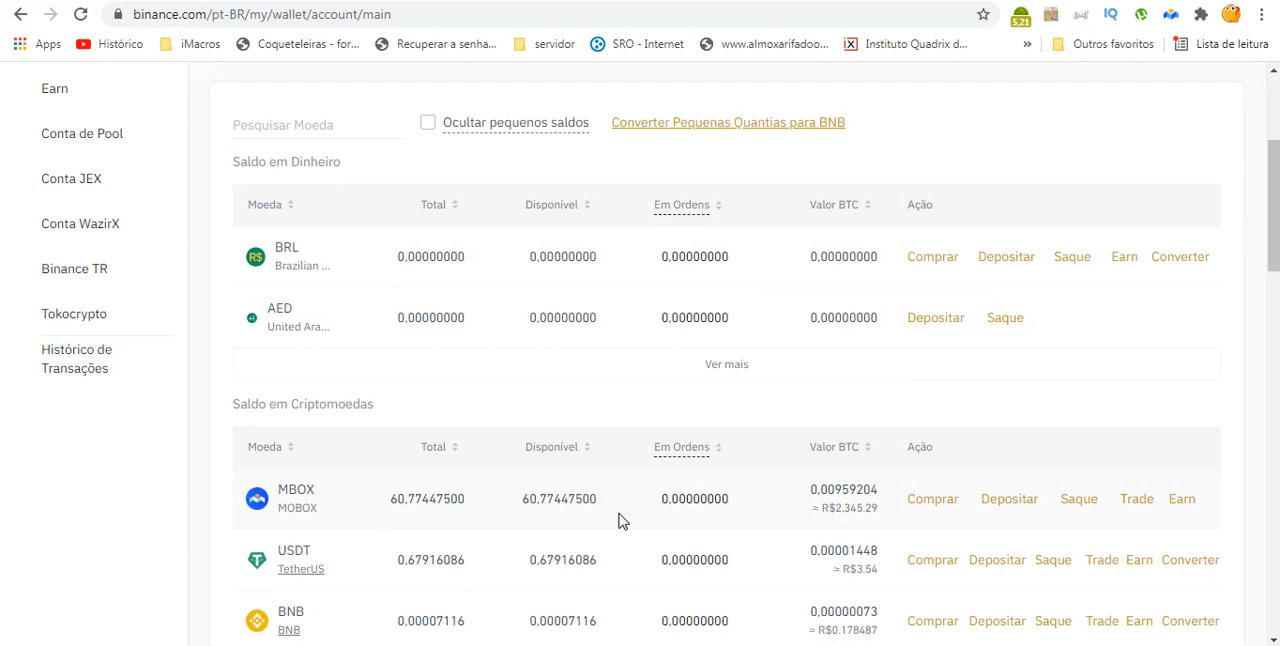 binance.com/pt-BR/my/wallet/account/main
5,21
IQ
Apps
Histórico
iMacros
Coqueteleiras - for...
Recuperar a senha...
servidor
SRO - Internet
www.almoxarifadoo...
Instituto Quadrix d...
»
Outros favoritos
Lista de leitura
Earn
Conta de Pool
Conta JEX
Conta WazirX
Binance TR
Tokocrypto
Histórico de
Transações
Pesquisar Moeda
Ocultar pequenos saldos
Converter Pequenas Quantias para BNB
Saldo em Dinheiro
Moeda Total Disponível Em Ordens Valor BTC Ação
R$ BRL
Brazilian ...
0,00000000 0,00000000 0,00000000 0,00000000 Comprar Depositar Saque Earn Converter
AED
United Ara...
0,00000000 0,00000000 0,00000000 0,00000000 Depositar Saque
Ver mais
Saldo em Criptomoedas
Moeda Total Disponível Em Ordens Valor BTC Ação
MBOX
MOBOX
60,77447500 60,77447500 0,00000000 0,00959204
≈ R$2,345.29
Comprar Depositar Saque Trade Earn
USDT
TetherUS
0,67916086 0,67916086 0,00000000 0,00001448
≈ R$3.54
Comprar Depositar Saque Trade Earn Converter
BNB
BNB
0,00007116 0,00007116 0,00000000 0,00000073
≈ R$0.178487
Comprar Depositar Saque Trade Earn Converter